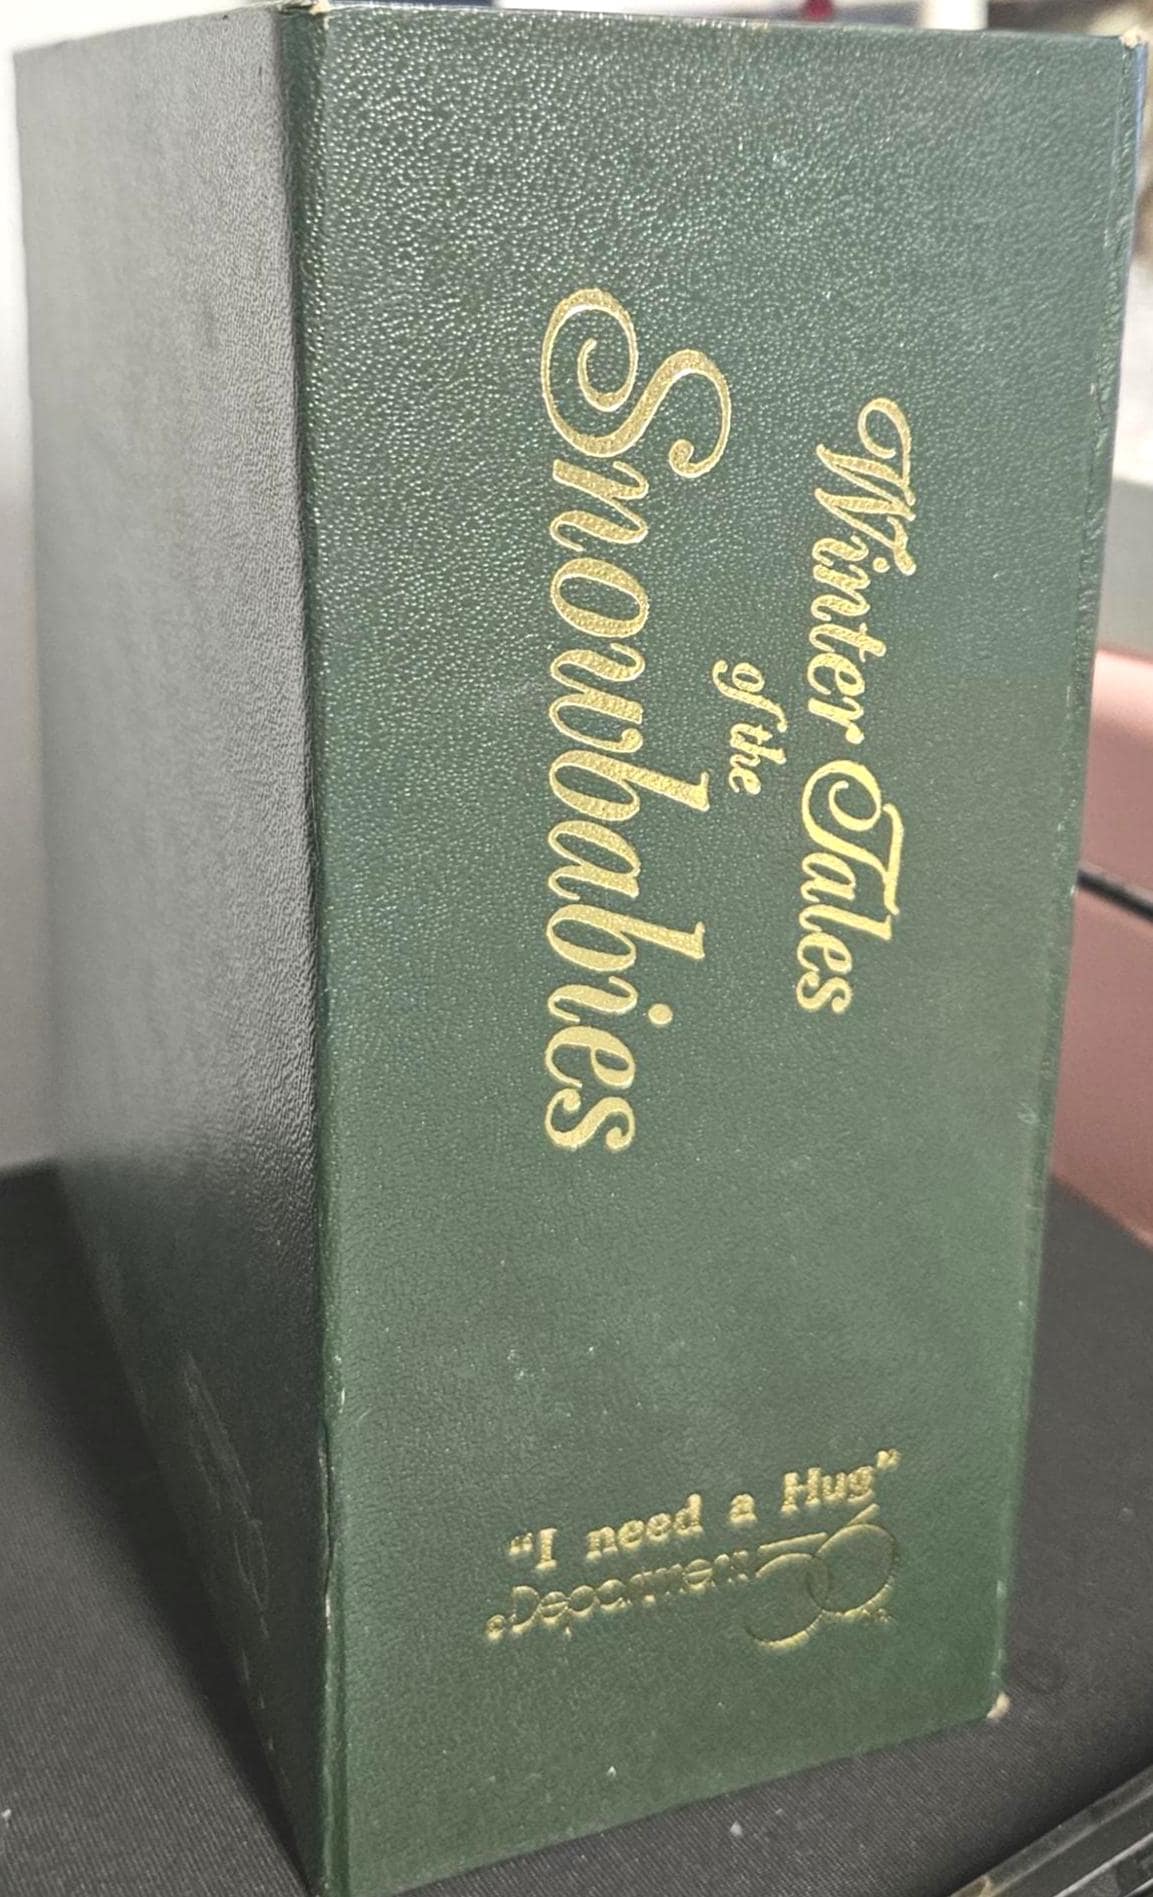 Winter Tales
of the
Snowbabies
"I need a Hug"
Department 56